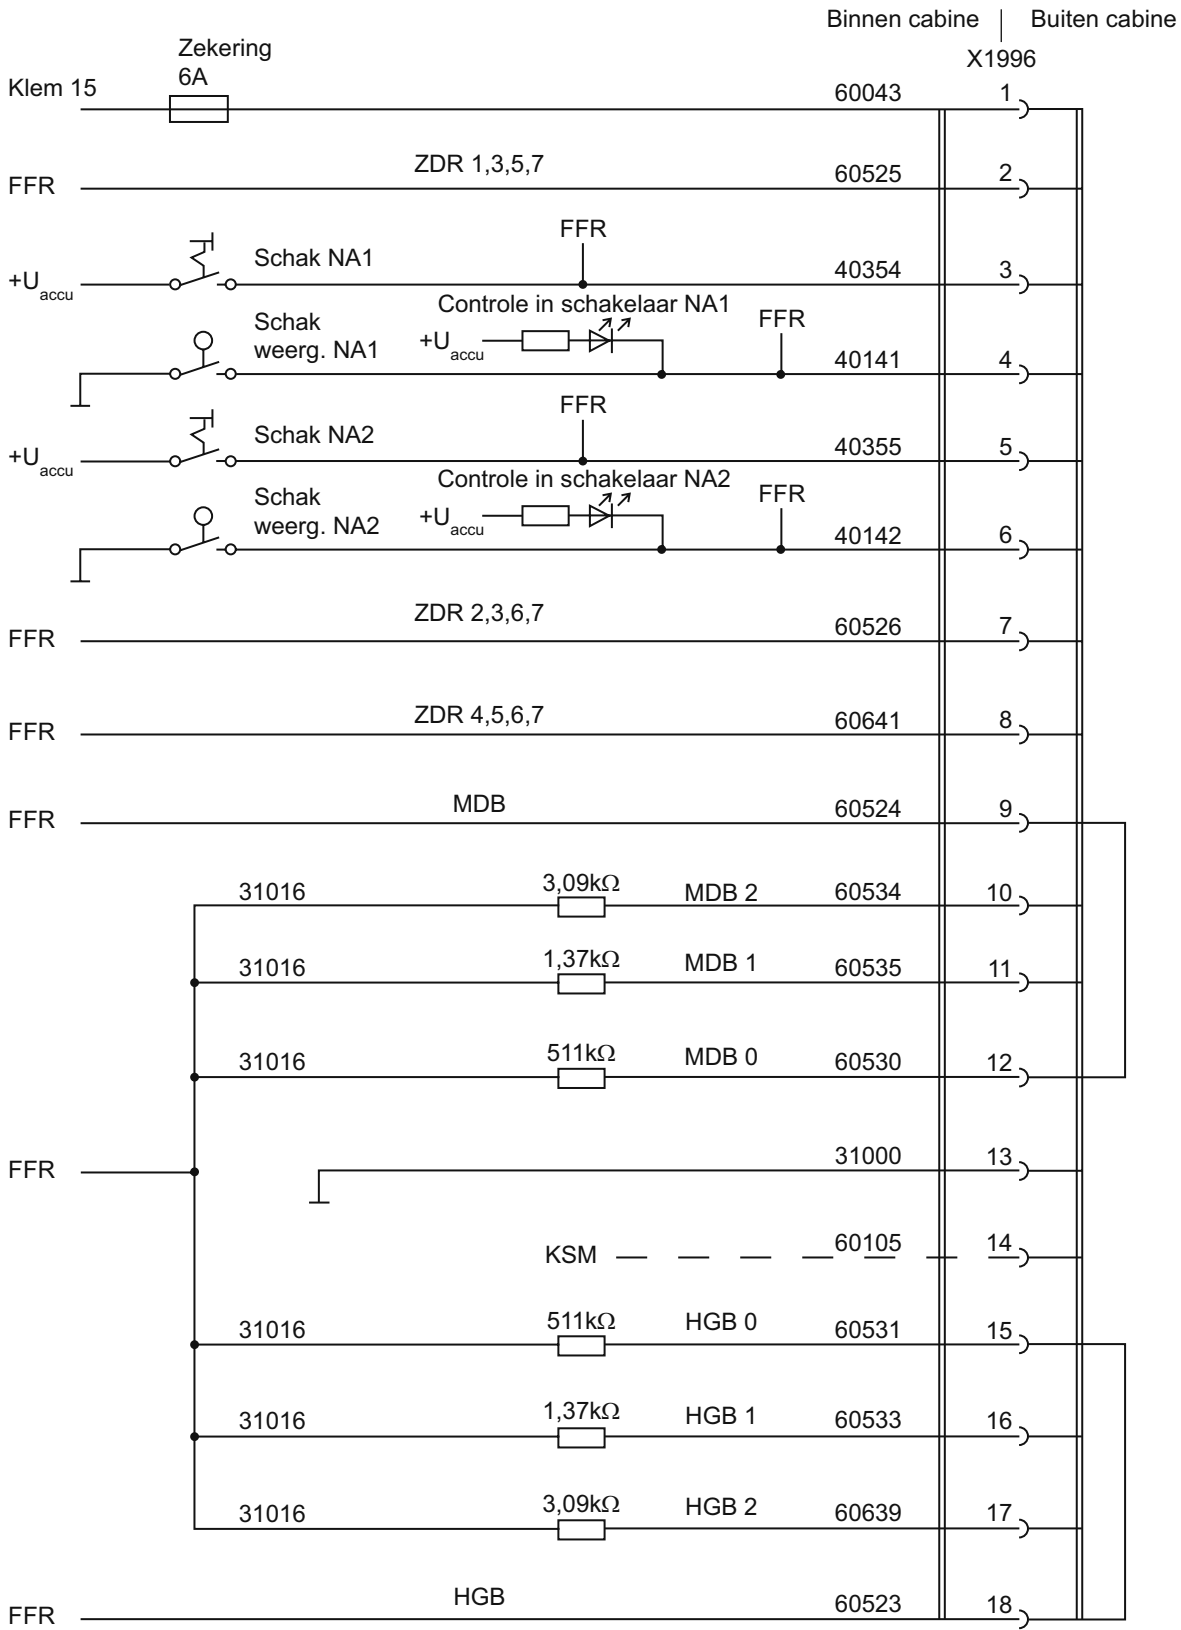 Binnen cabine | Buiten cabine
X1996
Zekering
6A
Klem 15 60043 1
FFR ZDR 1,3,5,7 60525 2
FFR
+Uaccu Schak NA1 40354 3
Controle in schakelaar NA1
Schak
weerg. NA1 +Uaccu FFR 40141 4
FFR
+Uaccu Schak NA2 40355 5
Controle in schakelaar NA2
Schak
weerg. NA2 +Uaccu FFR 40142 6
FFR ZDR 2,3,6,7 60526 7
FFR ZDR 4,5,6,7 60641 8
FFR MDB 60524 9
31016 3,09kΩ MDB 2 60534 10
31016 1,37kΩ MDB 1 60535 11
31016 511kΩ MDB 0 60530 12
FFR 31000 13
KSM 60105 14
31016 511kΩ HGB 0 60531 15
31016 1,37kΩ HGB 1 60533 16
31016 3,09kΩ HGB 2 60639 17
FFR HGB 60523 18